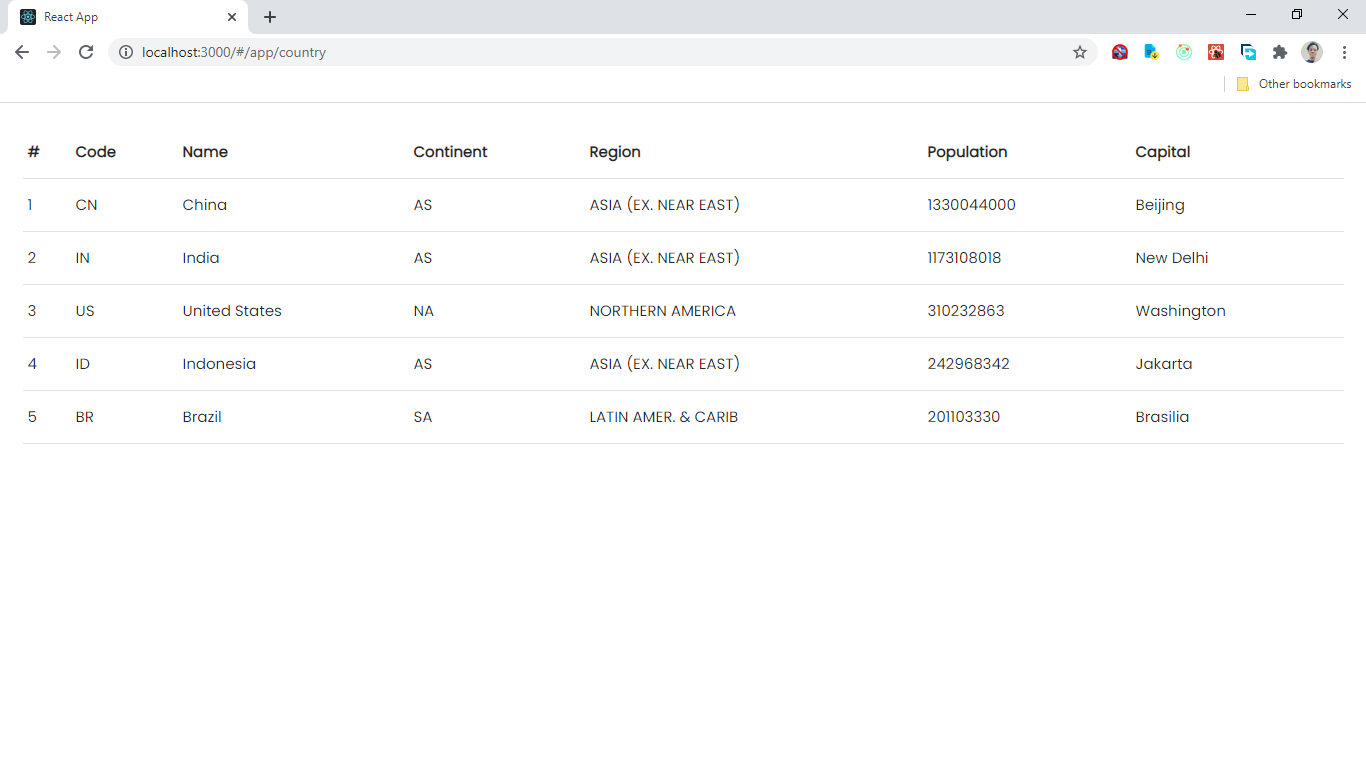 React App
localhost:3000/#/app/country
Other bookmarks
# Code Name Continent Region Population Capital
1 CN China AS ASIA (EX. NEAR EAST) 1330044000 Beijing
2 IN India AS ASIA (EX. NEAR EAST) 1173108018 New Delhi
3 US United States NA NORTHERN AMERICA 310232863 Washington
4 ID Indonesia AS ASIA (EX. NEAR EAST) 242968342 Jakarta
5 BR Brazil SA LATIN AMER. & CARIB 201103330 Brasilia